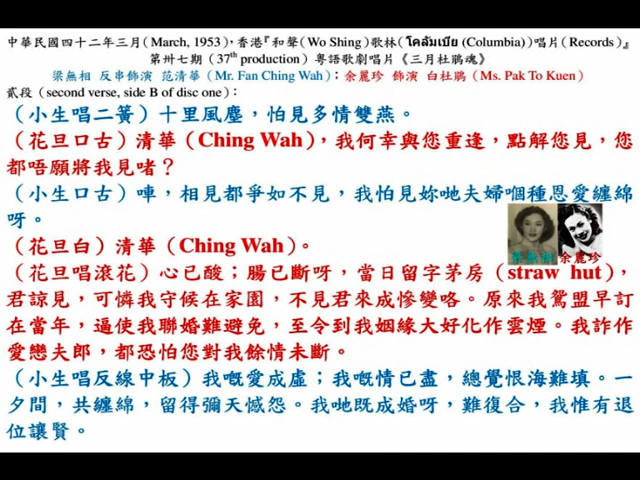 中華民國四十二年三月(March, 1953)，香港『和聲(Wo Shing)歌林(โคลัมเบีย (Columbia))唱片(Records)』
第卅七期(37th production)粵語歌劇唱片《三月杜鵑魂》
梁無相 反串飾演 范清華(Mr. Fan Ching Wah)；余麗珍 飾演 白杜鵑(Ms. Pak To Kuen)
貳段(second verse, side B of disc one)：
（小生唱二簧）十里風塵，怕見多情雙燕。
（花旦口古）清華(Ching Wah)，我何幸與您重逢，點解您見，您
都唔願將我見啫？
（小生口古）唓，相見都爭如不見，我怕見妳哋夫婦嗰種恩愛纏綿
呀。
（花旦白）清華(Ching Wah)。
（花旦唱滾花）心已酸；腸已斷呀，當日留字茅房(straw hut)，
君諒見，可憐我守候在家園，不見君來成慘變咯。原來我鴛盟早訂
在當年，逼使我聯婚難避免，至令到我姻緣大好化作雲煙。我詐作
愛戀夫郎，都恐怕您對我餘情未斷。
（小生唱反線中板）我嘅愛成虛；我嘅情已盡，總覺恨海難填。一
夕間，共纏綿，留得彌天憾怨。我哋既成婚呀，難復合，我惟有退
位讓賢。
梁無相 余麗珍